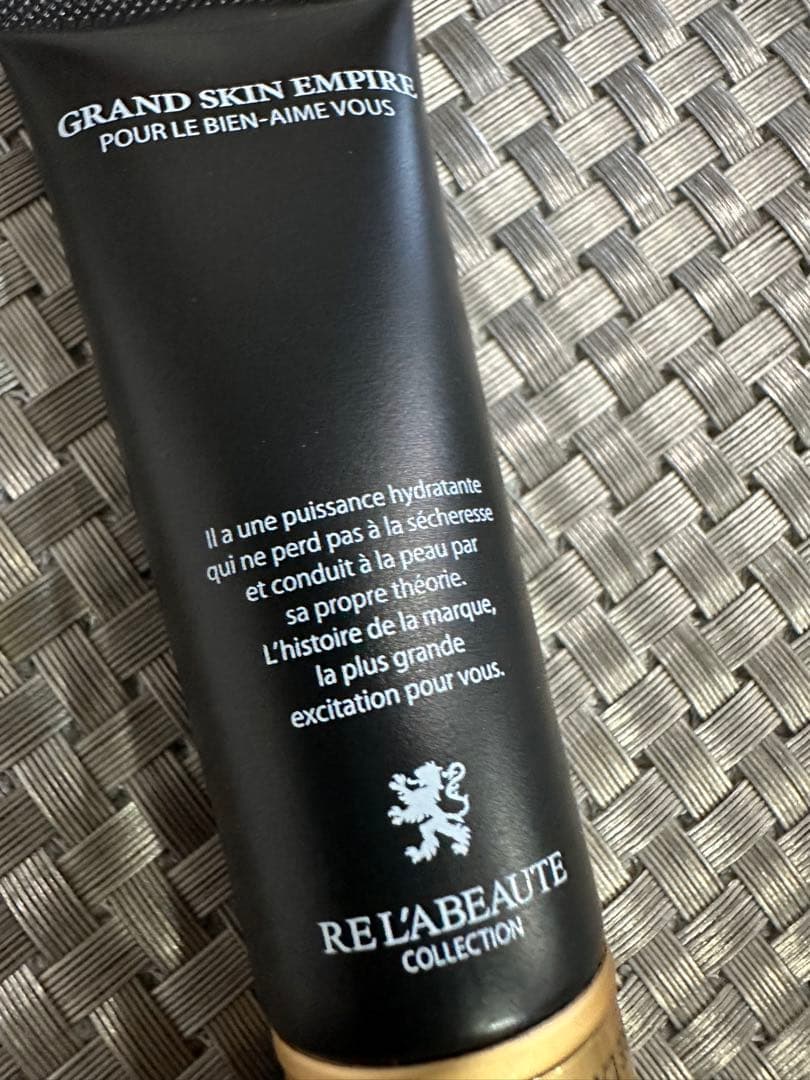 GRAND SKIN EMPIRE
POUR LE BIEN-AIME VOUS
Il a une puissance hydratante
qui ne perd pas à la sécheresse
et conduit à la peau par
sa propre théorie.
L'histoire de la marque,
la plus grande
excitation pour vous.
RE L'ABEAUTE
COLLECTION